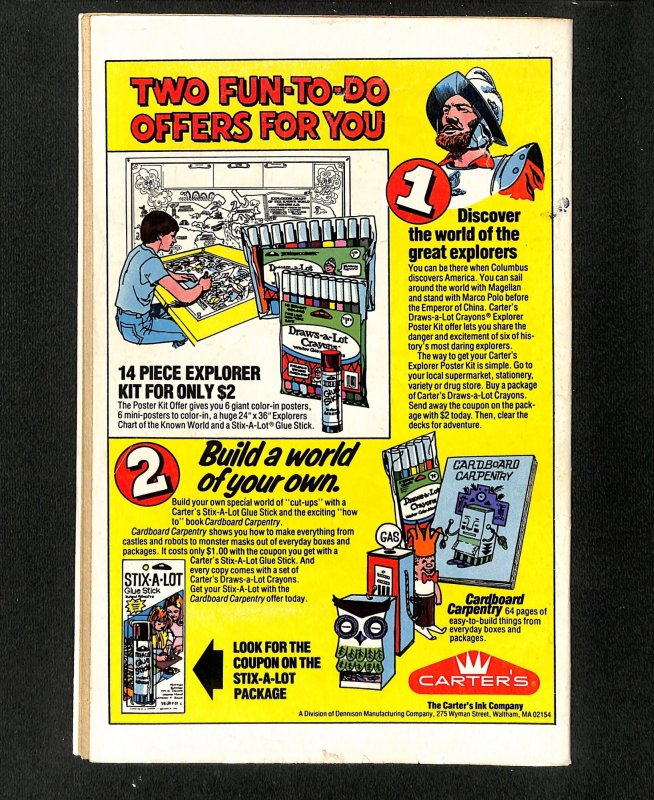 TWO FUN-TO-DO
OFFERS FOR YOU
EXPLORERS CHART
OF THE KNOWN WORLD
Draws-a-Lot
Draws-a-Lot
Crayons
14 PIECE EXPLORER
KIT FOR ONLY $2
The Poster Kit Offer gives you 6 giant color-in posters,
6 mini-posters to color-in, a huge 24" x 36" Explorers
Chart of the Known World and a Stix-A-Lot® Glue Stick.
1
Discover
the world of the
great explorers
You can be there when Columbus
discovers America. You can sail
around the world with Magellan
and stand with Marco Polo before
the Emperor of China. Carter's
Draws-a-Lot Crayons® Explorer
Poster Kit offer lets you share the
danger and excitement of six of his-
tory's most daring explorers.
The way to get your Carter's
Explorer Poster Kit is simple. Go to
your local supermarket, stationery,
variety or drug store. Buy a package
of Carter's Draws-a-Lot Crayons.
Send away the coupon on the pack-
age with $2 today. Then, clear the
decks for adventure.
2
Build a world
of your own.
Build your own special world of "cut-ups" with a
Carter's Stix-A-Lot Glue Stick and the exciting "how
to" book Cardboard Carpentry.
Cardboard Carpentry shows you how to make everything from
castles and robots to monster masks out of everyday boxes and
packages. It costs only $1.00 with the coupon you get with a
Carter's Stix-A-Lot Glue Stick. And
every copy comes with a set of
Carter's Draws-a-Lot Crayons.
Get your Stix-A-Lot with the
Cardboard Carpentry offer today.
STIX-A-LOT
Glue Stick
LOOK FOR THE
COUPON ON THE
STIX-A-LOT
PACKAGE
Draws-a-Lot
Crayons
GAS
CARDBOARD
CARPENTRY
Cardboard
Carpentry 64 pages of
easy-to-build things from
everyday boxes and
packages.
CARTER'S®
The Carter's Ink Company
A Division of Dennison Manufacturing Company, 275 Wyman Street, Waltham, MA 02154